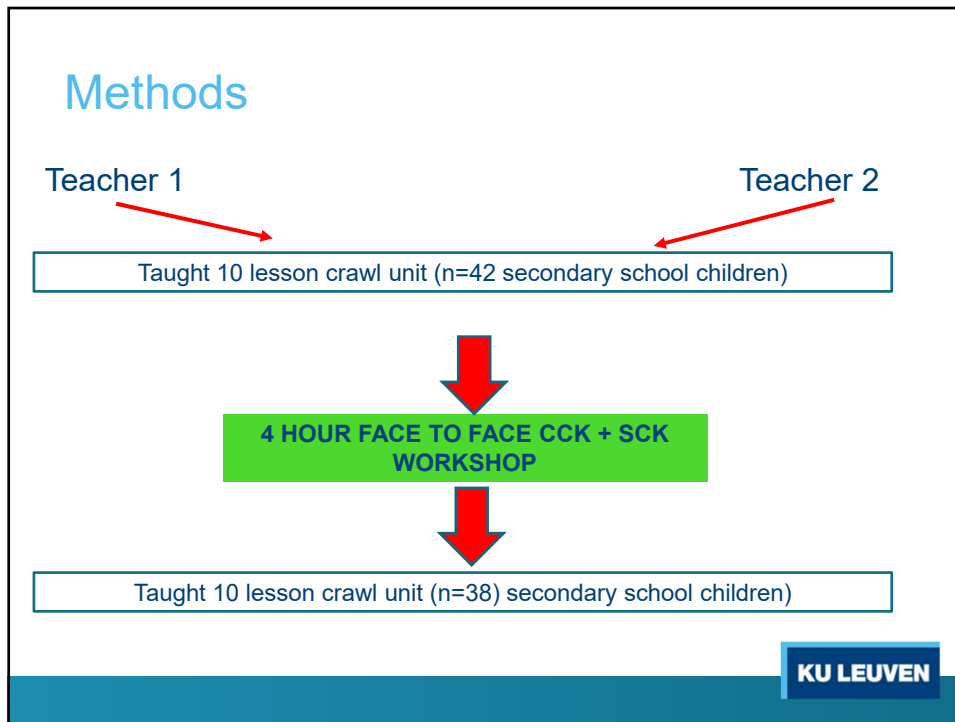 Methods
Teacher 1
Teacher 2
Taught 10 lesson crawl unit (n=42 secondary school children)
4 HOUR FACE TO FACE CCK + SCK
WORKSHOP
Taught 10 lesson crawl unit (n=38) secondary school children)
KU LEUVEN